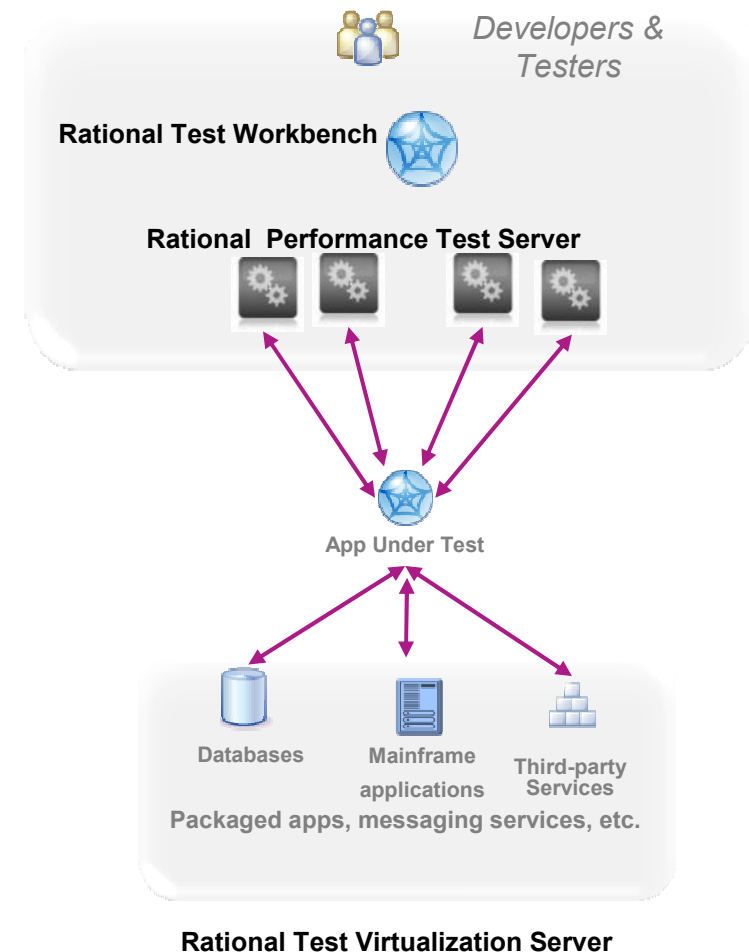 Developers &
Testers
Rational Test Workbench
Rational  Performance Test Server
App Under Test
Databases
Mainframe
applications
Third-party
Services
Packaged apps, messaging services, etc.
Rational Test Virtualization Server